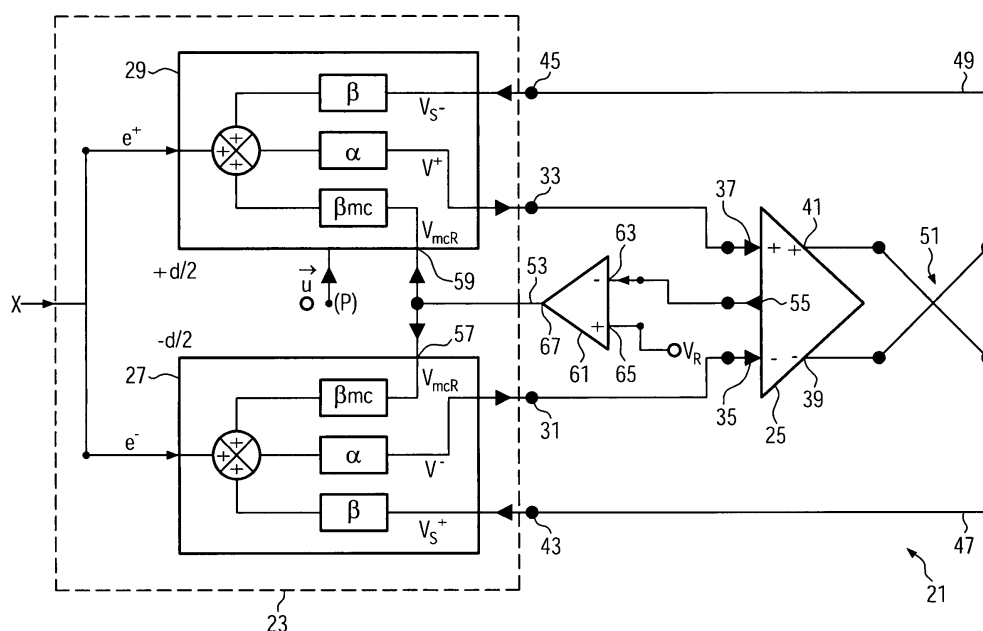 29
β
V_S-
45
49
e+
+ + +
α
V+
33
βmc
V_mcR
37
41
51
+ +
+d/2
u
(P)
59
53
-
63
55
X
-d/2
57
67
+
61
65
V_R
- -
27
βmc
V_mcR
35
25
39
31
e-
+ + +
α
V-
β
V_S+
43
47
23
21